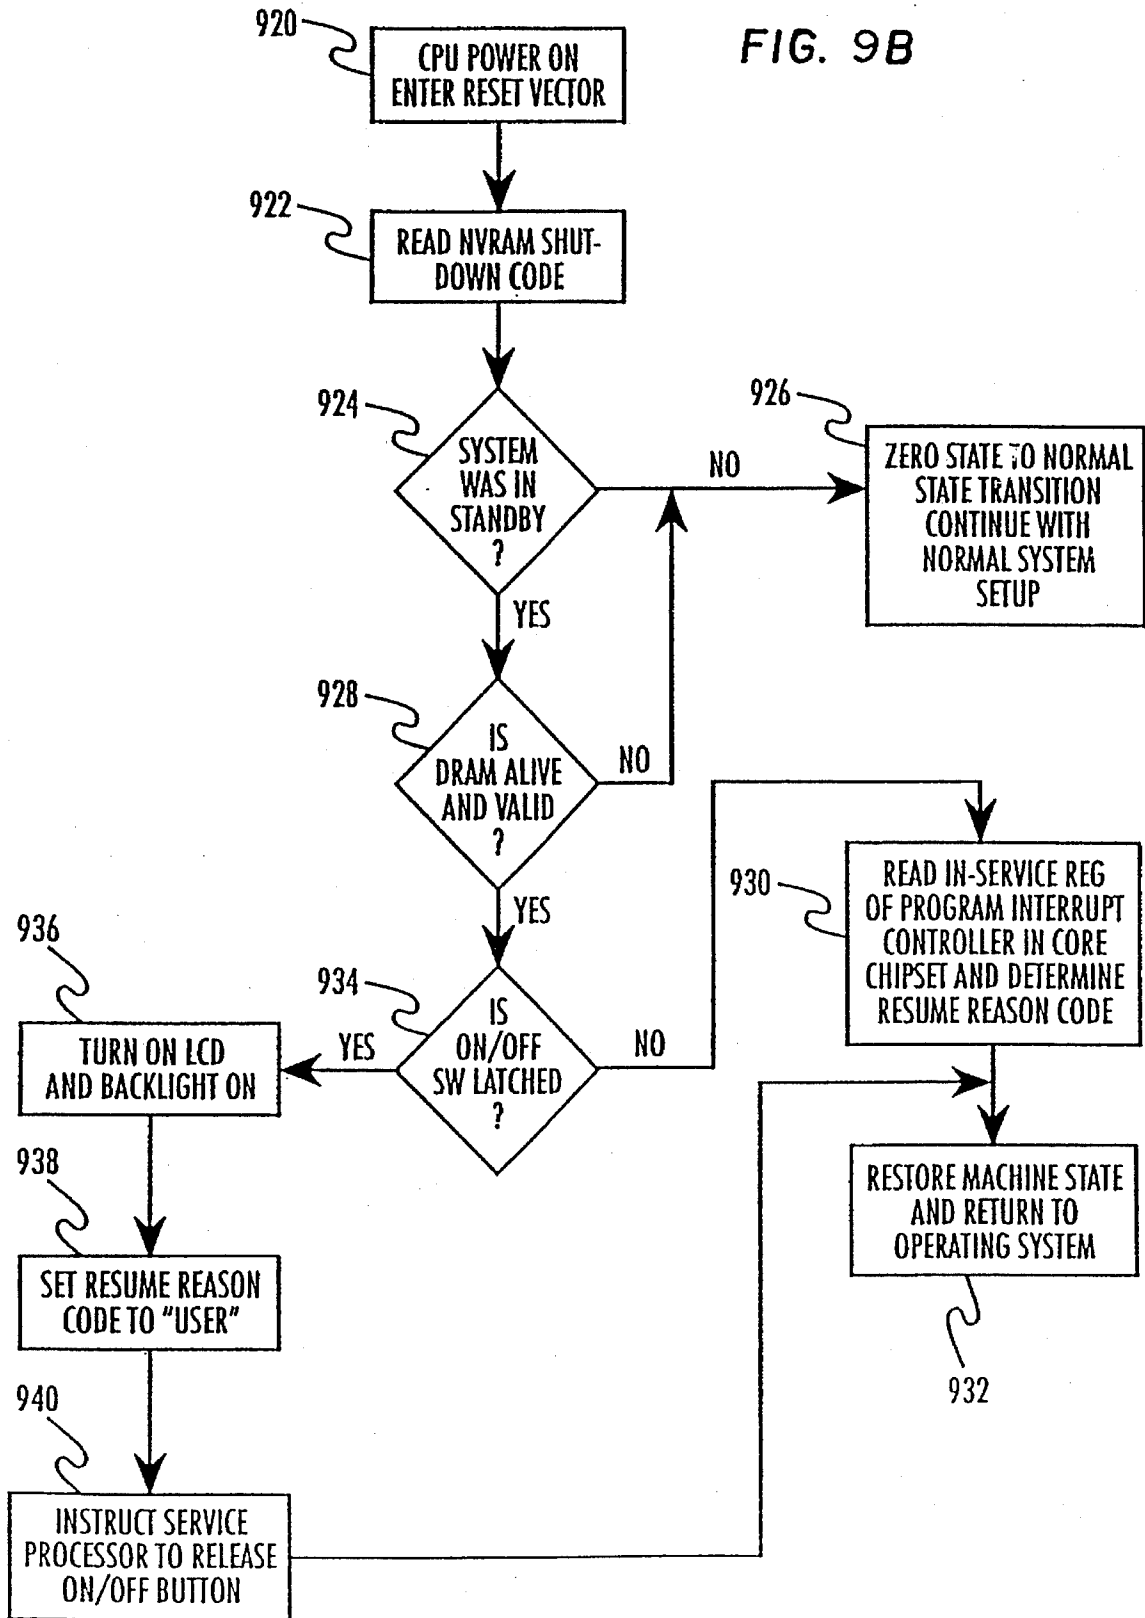 FIG. 9B
920
CPU POWER ON
ENTER RESET VECTOR
922
READ NVRAM SHUT-
DOWN CODE
924
SYSTEM
WAS IN
STANDBY
?
NO
YES
926
ZERO STATE TO NORMAL
STATE TRANSITION
CONTINUE WITH
NORMAL SYSTEM
SETUP
928
IS
DRAM ALIVE
AND VALID
?
NO
YES
930
READ IN-SERVICE REG
OF PROGRAM INTERRUPT
CONTROLLER IN CORE
CHIPSET AND DETERMINE
RESUME REASON CODE
934
IS
ON/OFF
SW LATCHED
?
YES
NO
936
TURN ON LCD
AND BACKLIGHT ON
RESTORE MACHINE STATE
AND RETURN TO
OPERATING SYSTEM
932
938
SET RESUME REASON
CODE TO "USER"
940
INSTRUCT SERVICE
PROCESSOR TO RELEASE
ON/OFF BUTTON